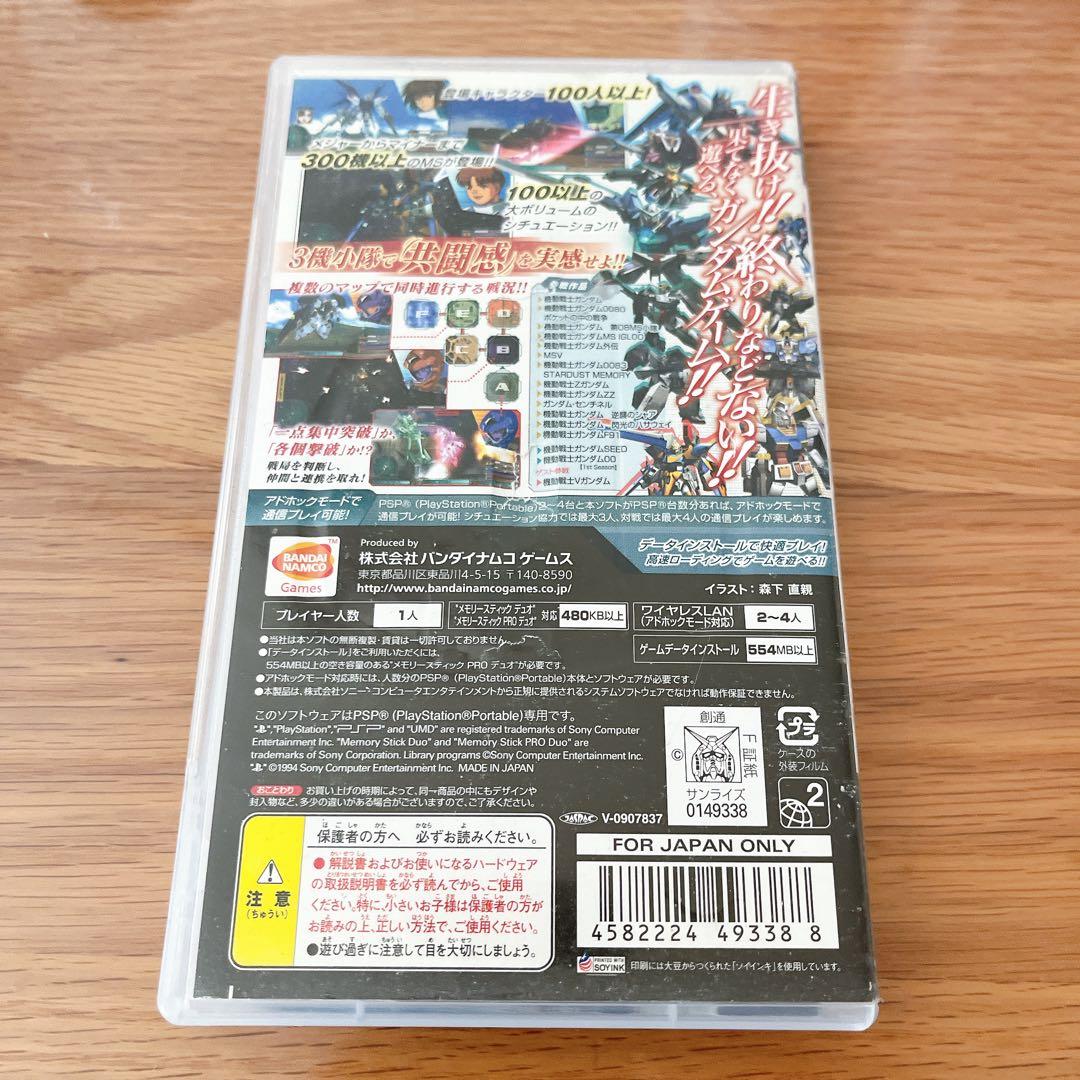 生き抜け!!終わりなどない!!
果てなく
遊べる、ガンダムゲーム!!
登場キャラクター100人以上!
メジャーからマイナーまで
300機以上のMSが登場!!
100以上の
大ボリュームの
シチュエーション!!
3機小隊で共闘感を実感せよ!!
複数のマップで同時進行する戦況!!
F E D
C B
A
「一点集中突破」か、
「各個撃破」か!?
戦局を判断し、
仲間と連携を取れ!
参戦作品
機動戦士ガンダム
機動戦士ガンダム0080
ポケットの中の戦争
機動戦士ガンダム 第08MS小隊
機動戦士ガンダムMS IGLOO
機動戦士ガンダム外伝
MSV
機動戦士ガンダム0083
STARDUST MEMORY
機動戦士Zガンダム
機動戦士ガンダムZZ
ガンダム・センチネル
機動戦士ガンダム 逆襲のシャア
機動戦士ガンダム 閃光のハサウェイ
機動戦士ガンダムF91
機動戦士ガンダムSEED
機動戦士ガンダム00
[1st Season]
ゲスト参戦
機動戦士Vガンダム
アドホックモードで
通信プレイ可能!
PSP®(PlayStation®Portable)2〜4台と本ソフトがPSP®台数分あれば、アドホックモードで
通信プレイが可能! シチュエーション協力では最大3人、対戦では最大4人の通信プレイが楽しめます。
データインストールで快適プレイ!
高速ローディングでゲームを遊べる!!
BANDAI
NAMCO
Games
TM
Produced by
株式会社 バンダイナムコ ゲームス
東京都品川区東品川4-5-15 〒140-8590
http://www.bandainamcogames.co.jp/
イラスト:森下 直親
プレイヤー人数 1人
"メモリースティック デュオ"
"メモリースティック PRO デュオ" 対応 480KB以上
ワイヤレスLAN
(アドホックモード対応) 2〜4人
ゲームデータインストール 554MB以上
●当社は本ソフトの無断複製・賃貸は一切許可しておりません。
●「データインストール」をご利用いただくには、
554MB以上の空き容量のある"メモリースティック PRO デュオ"が必要です。
●アドホックモード対応時には、人数分のPSP®(PlayStation®Portable)本体とソフトウェアが必要です。
●本製品は、株式会社ソニー・コンピュータエンタテインメントから正規に提供されるシステムソフトウェアでなければ動作保証できません。
このソフトウェアはPSP®(PlayStation®Portable)専用です。
"PS","PlayStation","PSP" and "UMD" are registered trademarks of Sony Computer
Entertainment Inc. "Memory Stick Duo" and "Memory Stick PRO Duo" are
trademarks of Sony Corporation. Library programs ©Sony Computer Entertainment Inc.
"PS" ©1994 Sony Computer Entertainment Inc. MADE IN JAPAN
おことわり お買い上げの時期によって、同一商品の中にもデザインや
封入物など、多少の違いがある場合がございますので、ご了承ください。
創通
©
F証紙
サンライズ
0149338
プラ
ケースの
外装フィルム
2
JASRAC V-0907837
注意
(ちゅうい)
保護者の方へ 必ずお読みください。
●解説書およびお使いになるハードウェア
の取扱説明書を必ず読んでから、ご使用
ください。特に、小さいお子様は保護者の方が
お読みの上、正しい方法で、ご使用ください。
●遊び過ぎに注意して目を大切にしましょう。
FOR JAPAN ONLY
4582224 493388
PRINTED WITH
SOY INK
印刷には大豆からつくられた「ソイインキ」を使用しています。